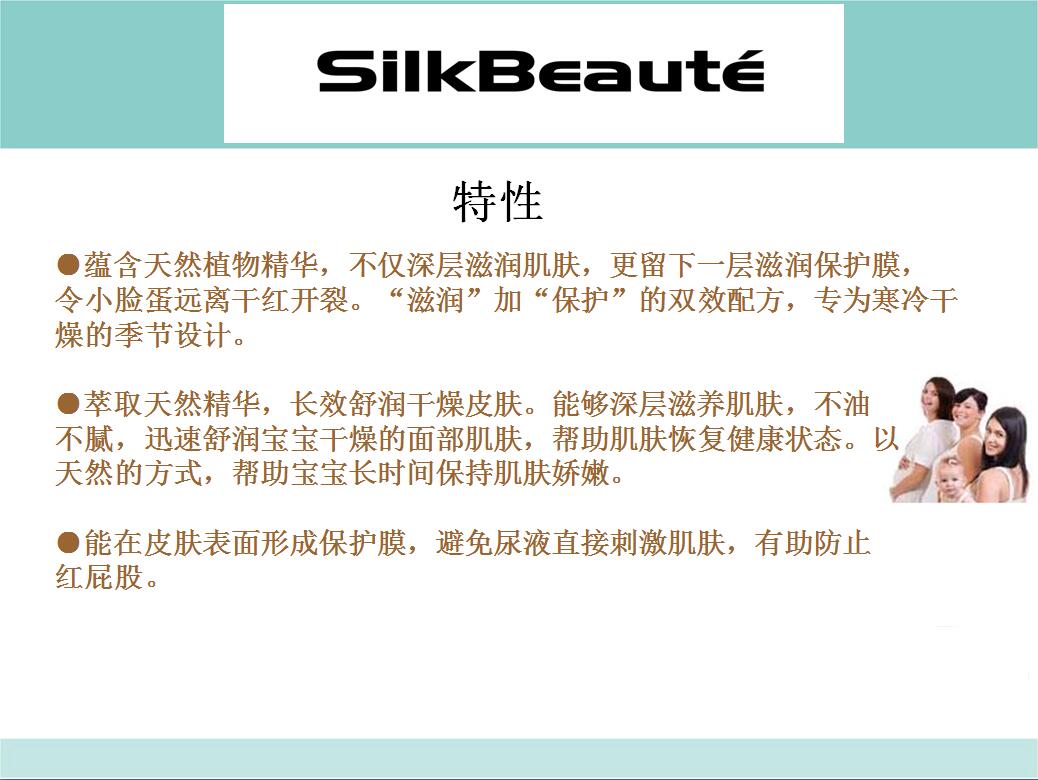 SilkBeauté
特性
●蕴含天然植物精华，不仅深层滋润肌肤，更留下一层滋润保护膜，
令小脸蛋远离干红开裂。“滋润”加“保护”的双效配方，专为寒冷干
燥的季节设计。
●萃取天然精华，长效舒润干燥皮肤。能够深层滋养肌肤，不油
不腻，迅速舒润宝宝干燥的面部肌肤，帮助肌肤恢复健康状态。以
天然的方式，帮助宝宝长时间保持肌肤娇嫩。
●能在皮肤表面形成保护膜，避免尿液直接刺激肌肤，有助防止
红屁股。